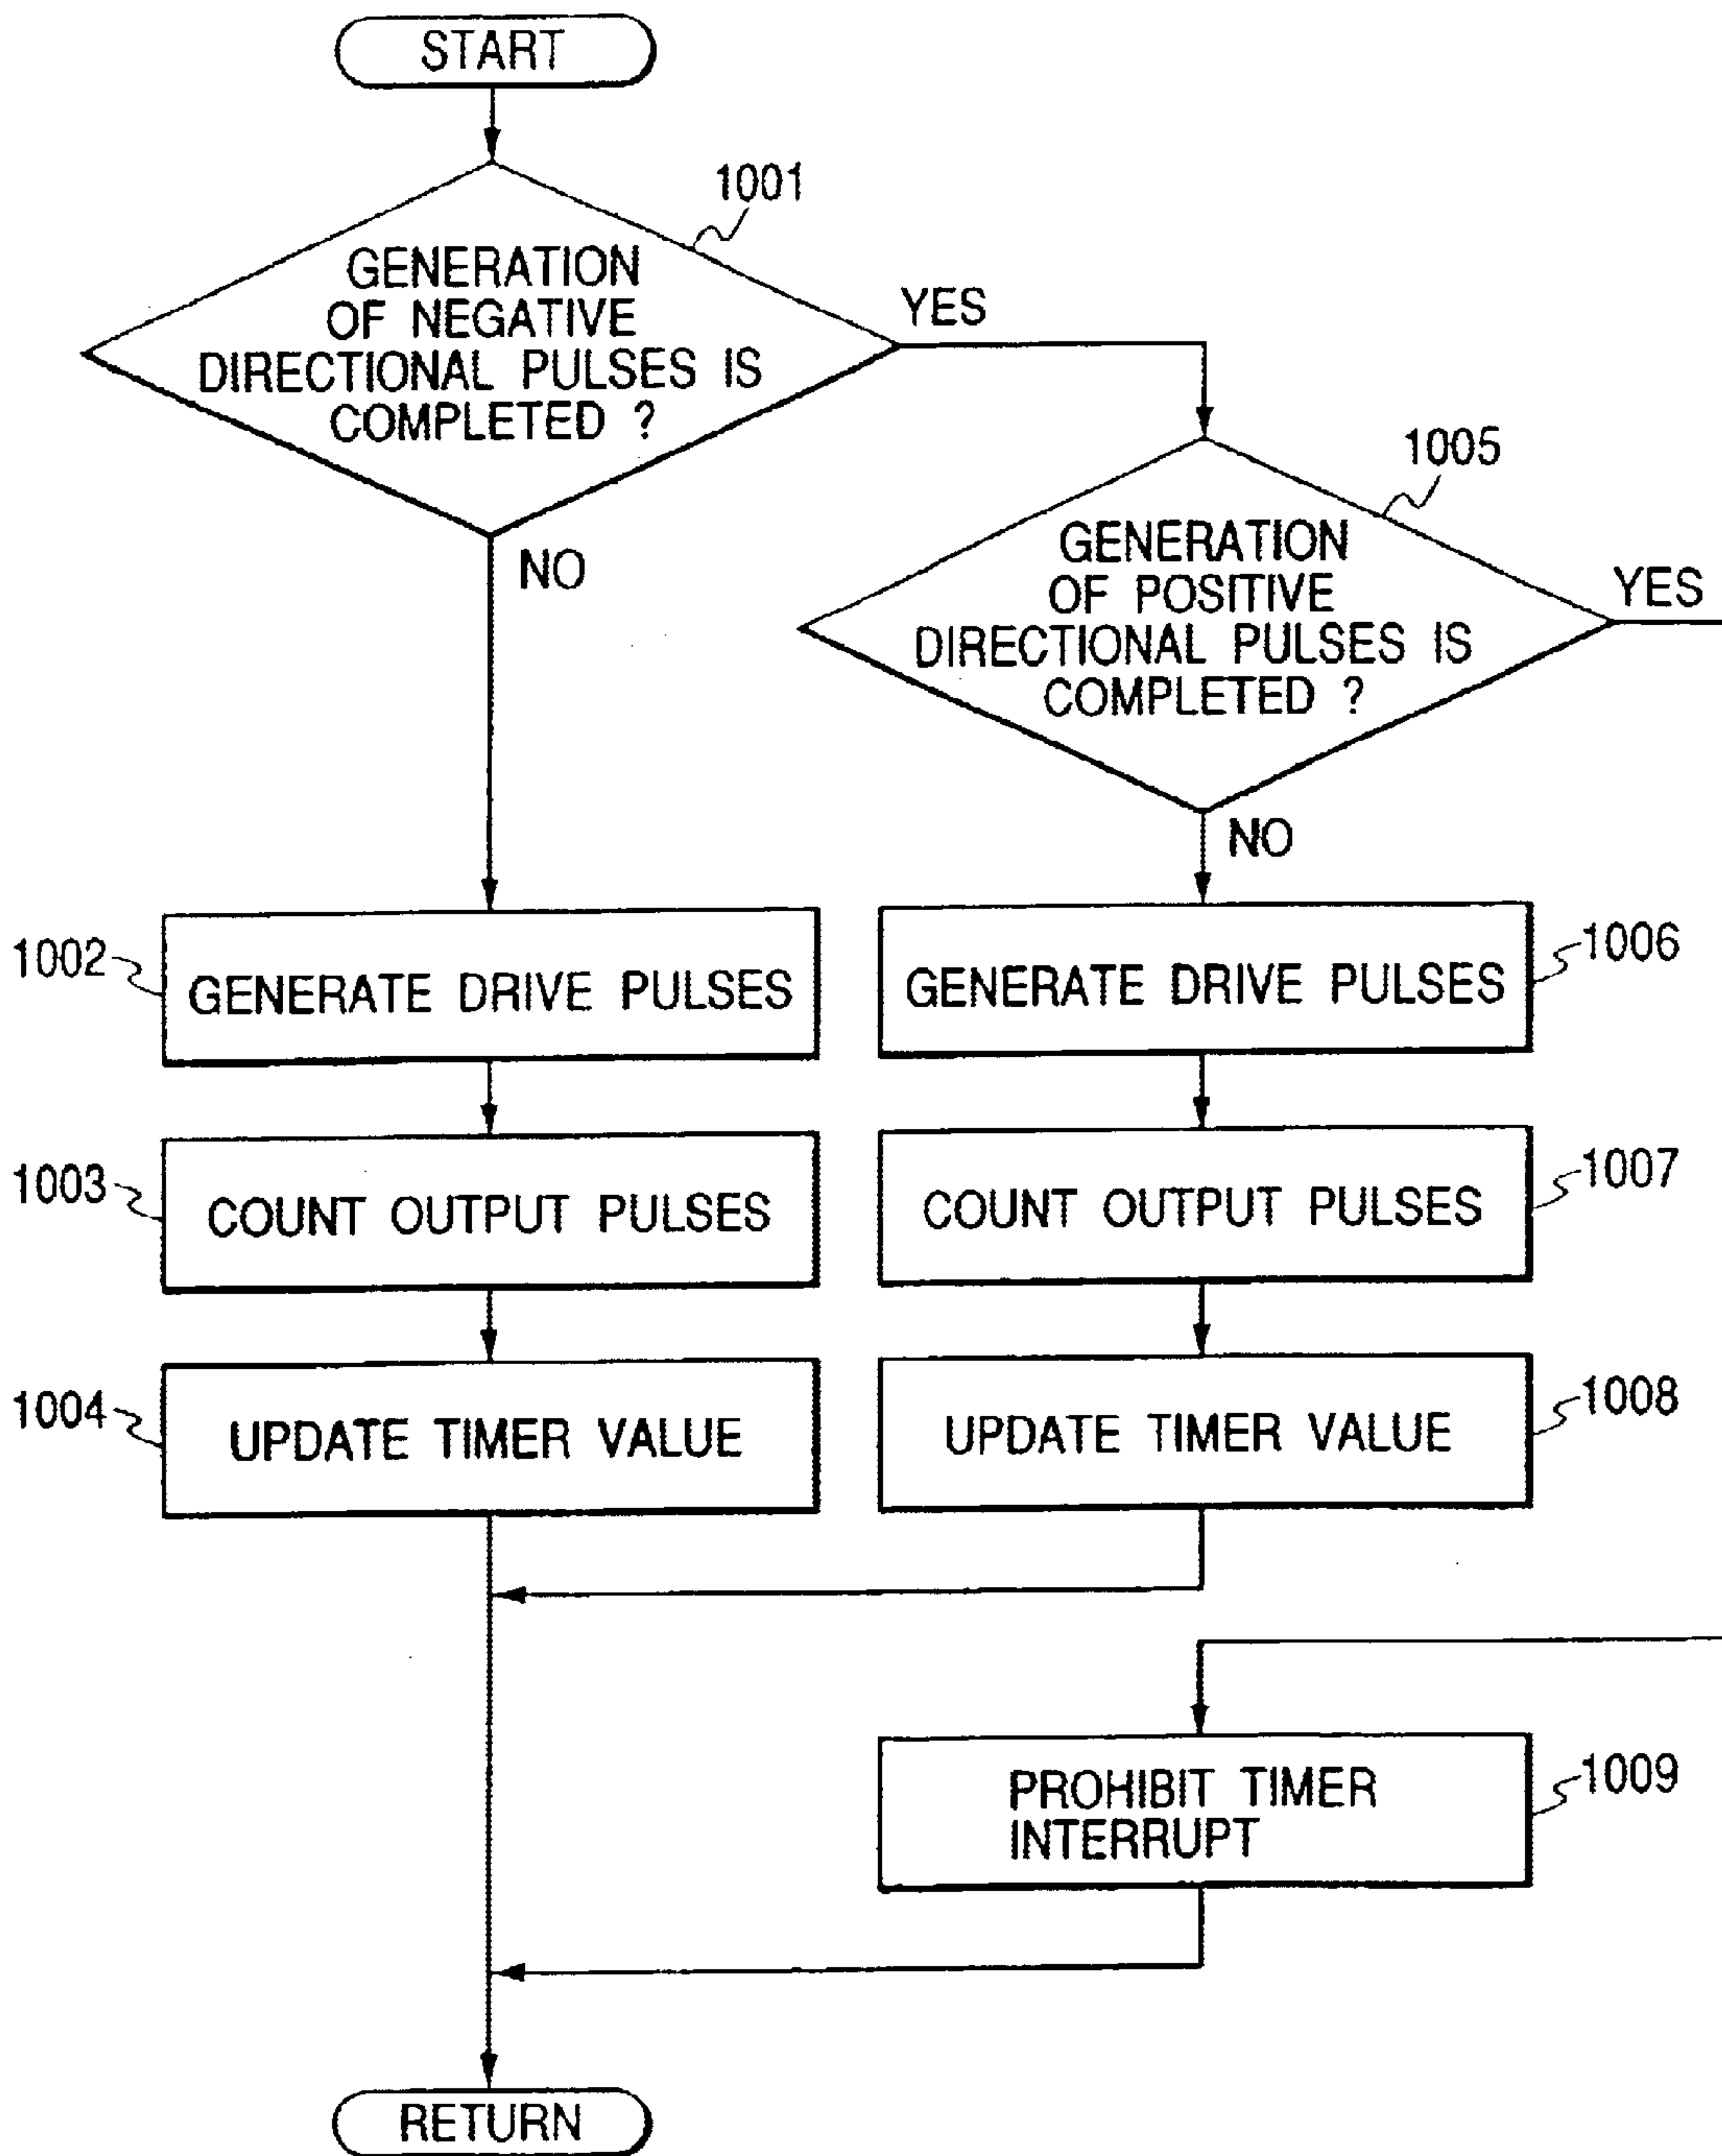 START
1001
GENERATION
OF NEGATIVE
DIRECTIONAL PULSES IS
COMPLETED ?
YES
NO
1005
GENERATION
OF POSITIVE
DIRECTIONAL PULSES IS
COMPLETED ?
YES
NO
1002
GENERATE DRIVE PULSES
1003
COUNT OUTPUT PULSES
1004
UPDATE TIMER VALUE
GENERATE DRIVE PULSES
1006
COUNT OUTPUT PULSES
1007
UPDATE TIMER VALUE
1008
PROHIBIT TIMER
INTERRUPT
1009
RETURN